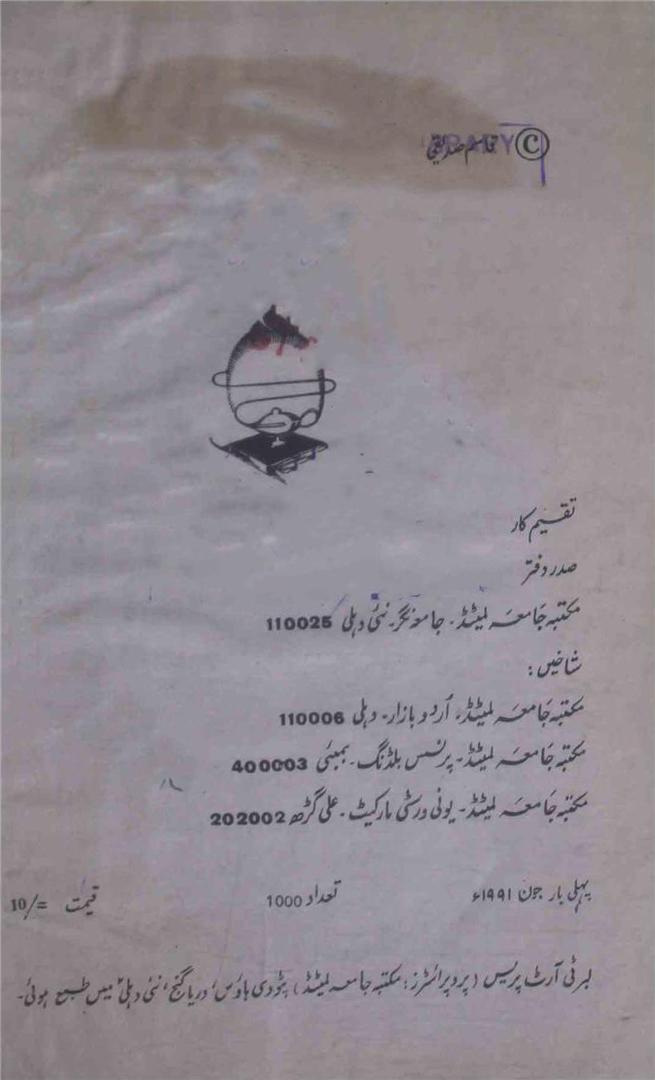 © قاسم صدیقی
تقسیم کار
صدر دفتر
مکتبہ جامعہ لمیٹڈ۔ جامعہ نگر۔ نئی دہلی 110025
شاخیں :
مکتبہ جامعہ لمیٹڈ۔ اُردو بازار۔ دہلی 110006
مکتبہ جامعہ لمیٹڈ۔ پرنسس بلڈنگ۔ بمبئی 400003
مکتبہ جامعہ لمیٹڈ۔ یونی ورسٹی مارکیٹ۔ علی گڑھ 202002
پہلی بار جون ۱۹۹۱ء تعداد 1000 قیمت =/10
لبرٹی آرٹ پریس (پروپرائٹرز: مکتبہ جامعہ لمیٹڈ) پٹودی ہاؤس، دریا گنج، نئی دہلی ۲ میں طبع ہوئی۔